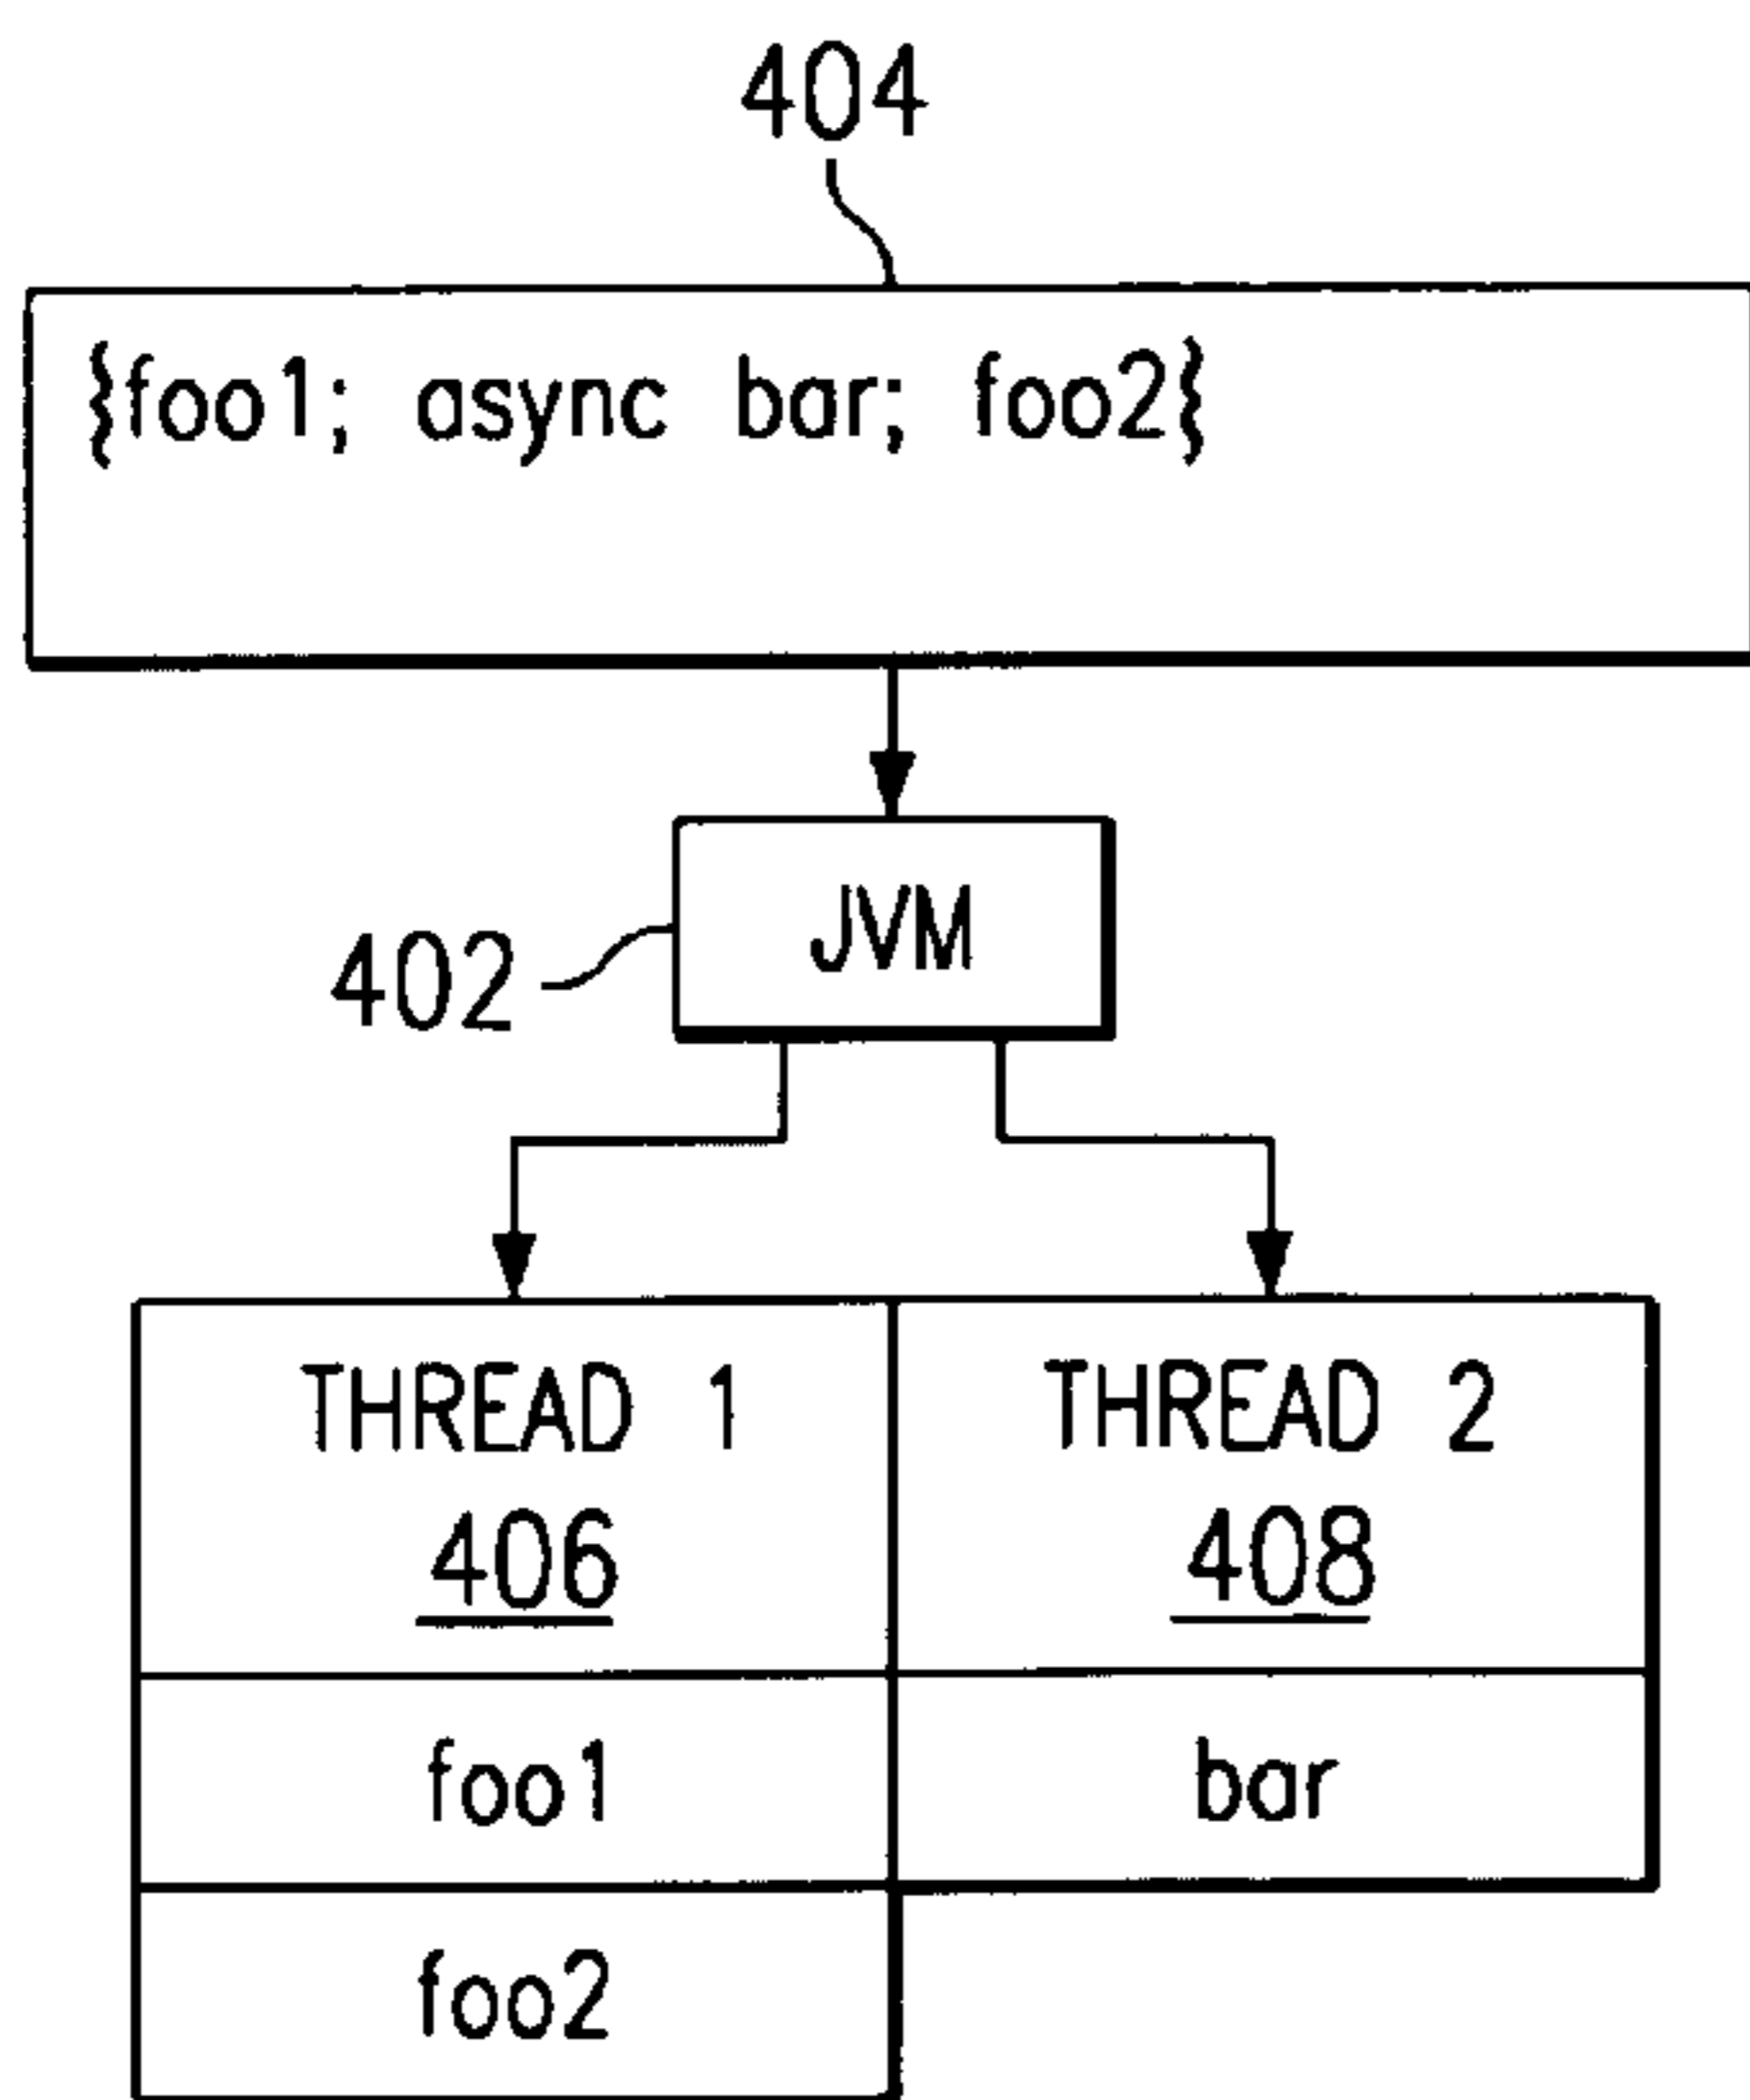 404
{foo1; async bar; foo2}
JVM
402
THREAD 1
406
THREAD 2
408
foo1
bar
foo2